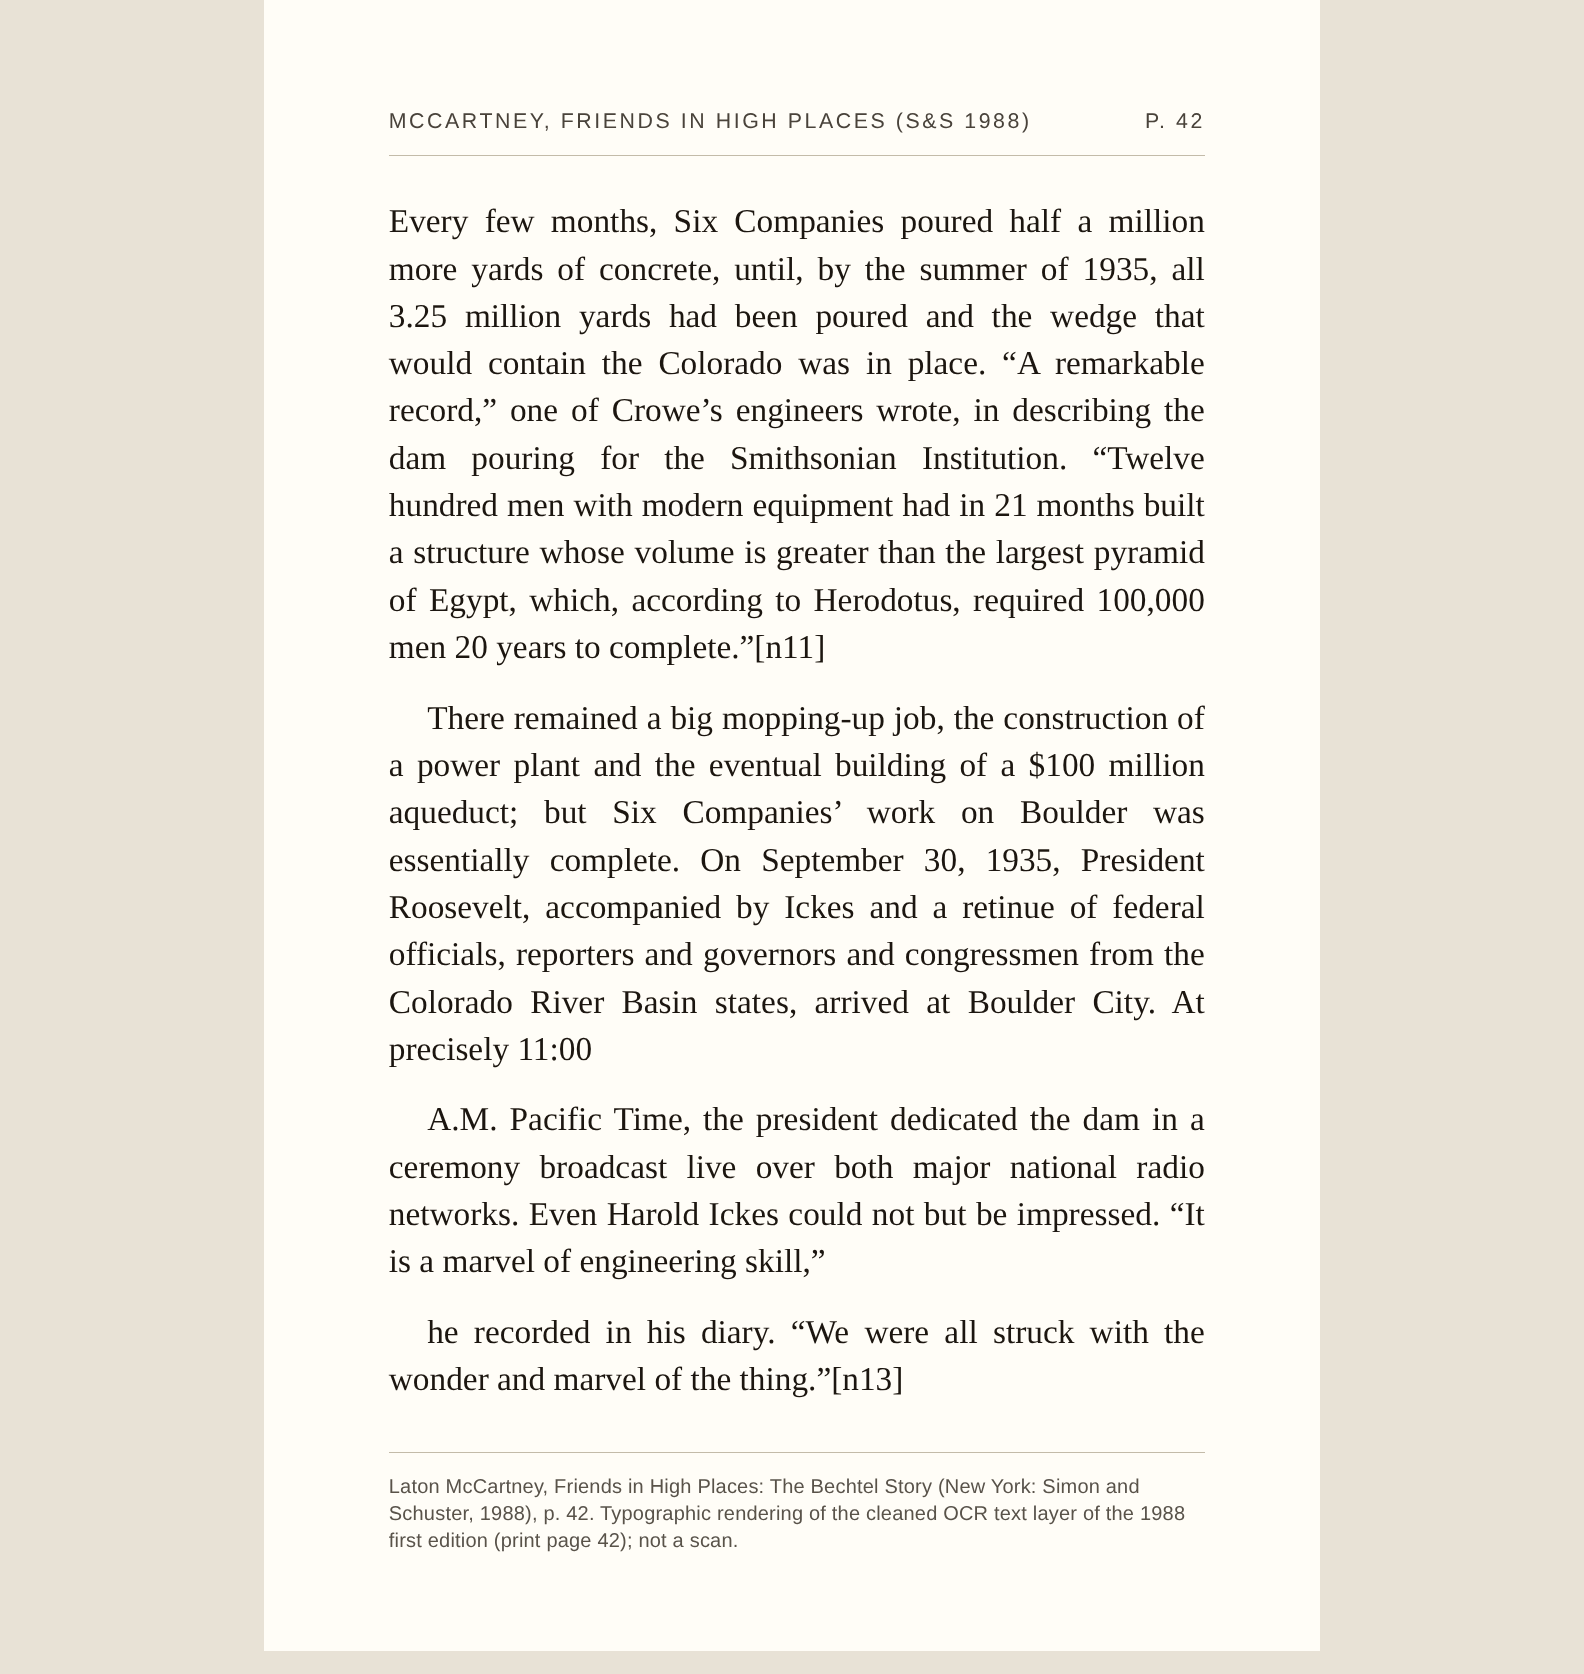 MCCARTNEY, FRIENDS IN HIGH PLACES (S&S 1988) P. 42
Every few months, Six Companies poured half a million
more yards of concrete, until, by the summer of 1935, all
3.25 million yards had been poured and the wedge that
would contain the Colorado was in place. “A remarkable
record,” one of Crowe’s engineers wrote, in describing the
dam pouring for the Smithsonian Institution. “Twelve
hundred men with modern equipment had in 21 months built
a structure whose volume is greater than the largest pyramid
of Egypt, which, according to Herodotus, required 100,000
men 20 years to complete.”[n11]
There remained a big mopping-up job, the construction of
a power plant and the eventual building of a $100 million
aqueduct; but Six Companies’ work on Boulder was
essentially complete. On September 30, 1935, President
Roosevelt, accompanied by Ickes and a retinue of federal
officials, reporters and governors and congressmen from the
Colorado River Basin states, arrived at Boulder City. At
precisely 11:00
A.M. Pacific Time, the president dedicated the dam in a
ceremony broadcast live over both major national radio
networks. Even Harold Ickes could not but be impressed. “It
is a marvel of engineering skill,”
he recorded in his diary. “We were all struck with the
wonder and marvel of the thing.”[n13]
Laton McCartney, Friends in High Places: The Bechtel Story (New York: Simon and
Schuster, 1988), p. 42. Typographic rendering of the cleaned OCR text layer of the 1988
first edition (print page 42); not a scan.